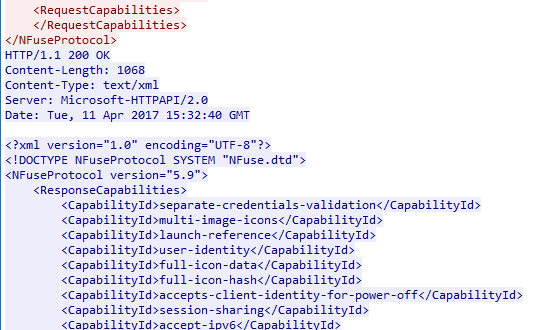 <RequestCapabilities>
</RequestCapabilities>
</NFuseProtocol>
HTTP/1.1 200 OK
Content-Length: 1068
Content-Type: text/xml
Server: Microsoft-HTTPAPI/2.0
Date: Tue, 11 Apr 2017 15:32:40 GMT
<?xml version="1.0" encoding="UTF-8"?>
<!DOCTYPE NFuseProtocol SYSTEM "NFuse.dtd">
<NFuseProtocol version="5.9">
<ResponseCapabilities>
<CapabilityId>separate-credentials-validation</CapabilityId>
<CapabilityId>multi-image-icons</CapabilityId>
<CapabilityId>launch-reference</CapabilityId>
<CapabilityId>user-identity</CapabilityId>
<CapabilityId>full-icon-data</CapabilityId>
<CapabilityId>full-icon-hash</CapabilityId>
<CapabilityId>accepts-client-identity-for-power-off</CapabilityId>
<CapabilityId>session-sharing</CapabilityId>
<CapabilityId>accept-ipv6</CapabilityId>